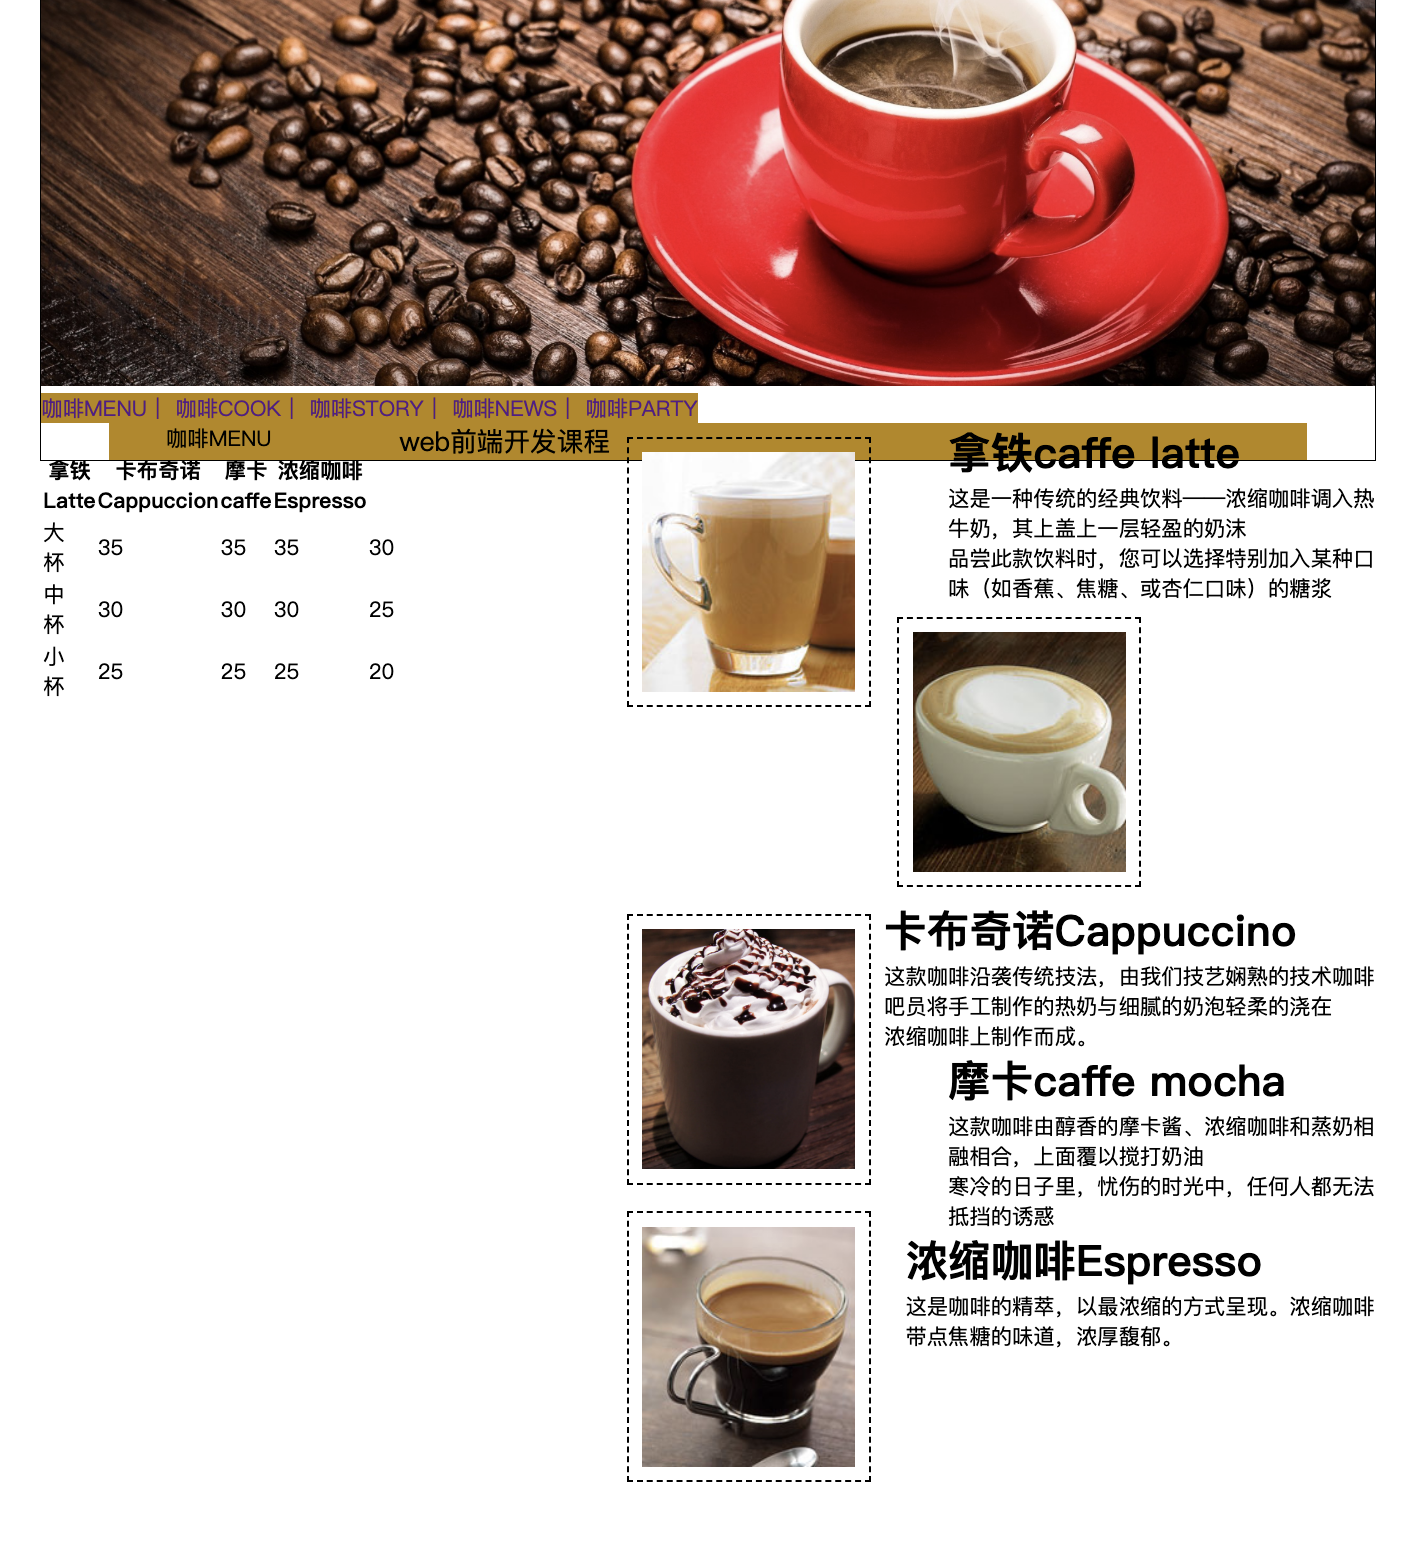 咖啡MENU｜ 咖啡COOK｜ 咖啡STORY｜ 咖啡NEWS｜ 咖啡PARTY
咖啡MENU
web前端开发课程
拿铁 卡布奇诺 摩卡 浓缩咖啡
Latte Cappuccion caffe Espresso
大
杯 35 35 35 30
中
杯 30 30 30 25
小
杯 25 25 25 20
拿铁caffe latte
这是一种传统的经典饮料——浓缩咖啡调入热
牛奶，其上盖上一层轻盈的奶沫
品尝此款饮料时，您可以选择特别加入某种口
味（如香蕉、焦糖、或杏仁口味）的糖浆
卡布奇诺Cappuccino
这款咖啡沿袭传统技法，由我们技艺娴熟的技术咖啡
吧员将手工制作的热奶与细腻的奶泡轻柔的浇在
浓缩咖啡上制作而成。
摩卡caffe mocha
这款咖啡由醇香的摩卡酱、浓缩咖啡和蒸奶相
融相合，上面覆以搅打奶油
寒冷的日子里，忧伤的时光中，任何人都无法
抵挡的诱惑
浓缩咖啡Espresso
这是咖啡的精萃，以最浓缩的方式呈现。浓缩咖啡
带点焦糖的味道，浓厚馥郁。